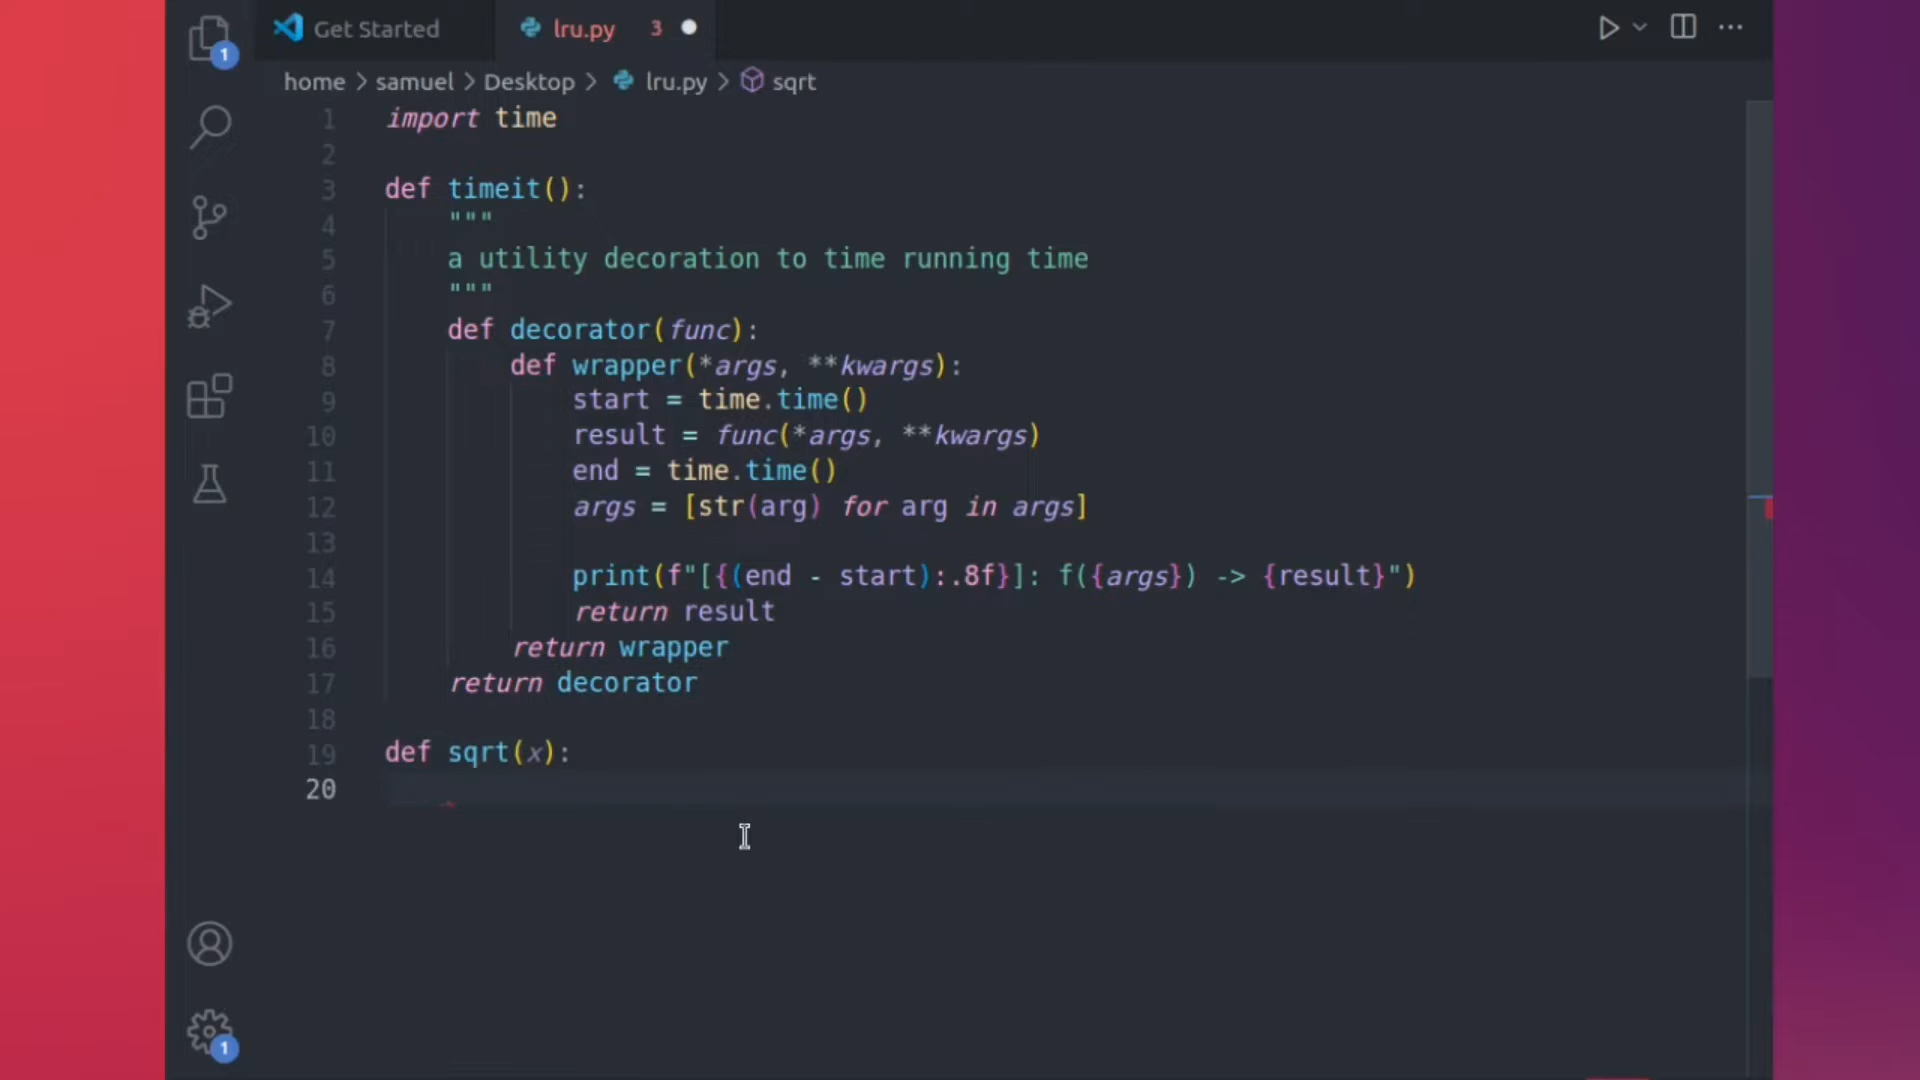 Get Started
lru.py 3
home > samuel > Desktop > lru.py > sqrt
1 import time
2
3 def timeit():
4 """
5 a utility decoration to time running time
6 """
7 def decorator(func):
8 def wrapper(*args, **kwargs):
9 start = time.time()
10 result = func(*args, **kwargs)
11 end = time.time()
12 args = [str(arg) for arg in args]
13
14 print(f"[{(end - start):.8f}]: f({args}) -> {result}")
15 return result
16 return wrapper
17 return decorator
18
19 def sqrt(x):
20
1
1